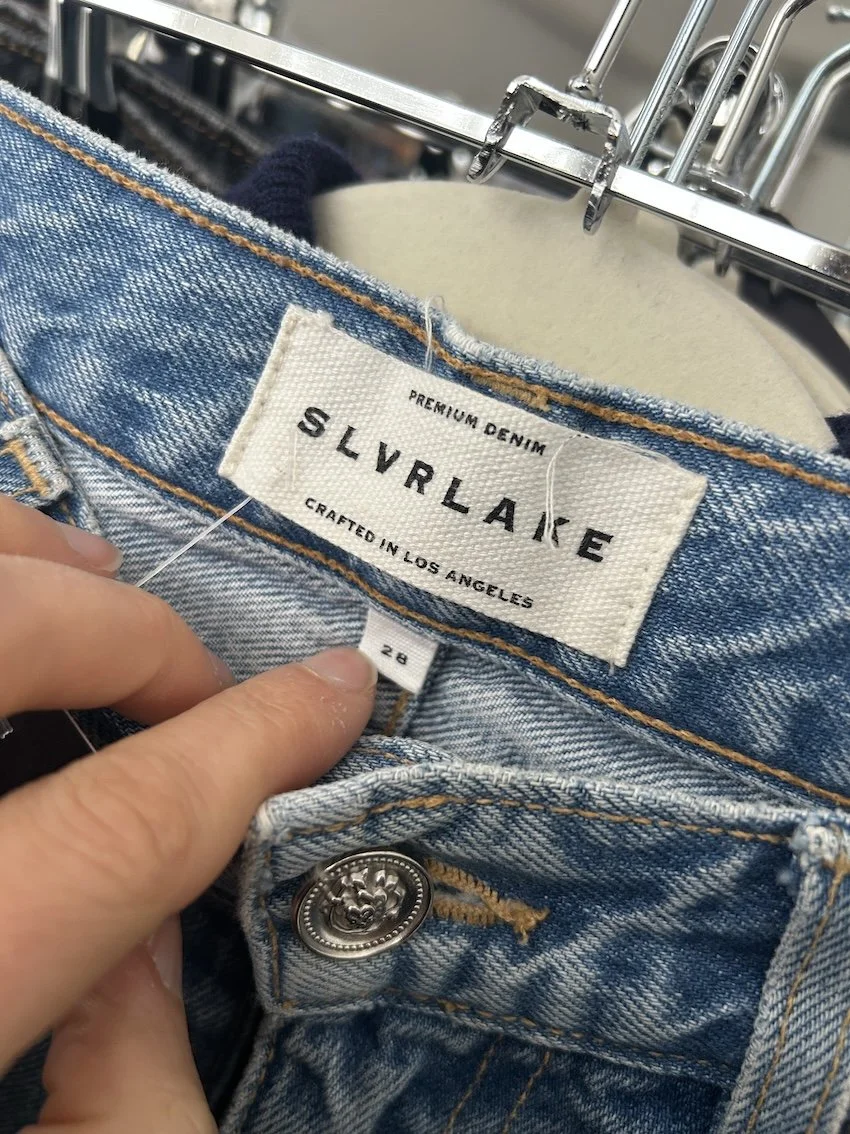 PREMIUM DENIM
SLVRLAKE
CRAFTED IN LOS ANGELES
28